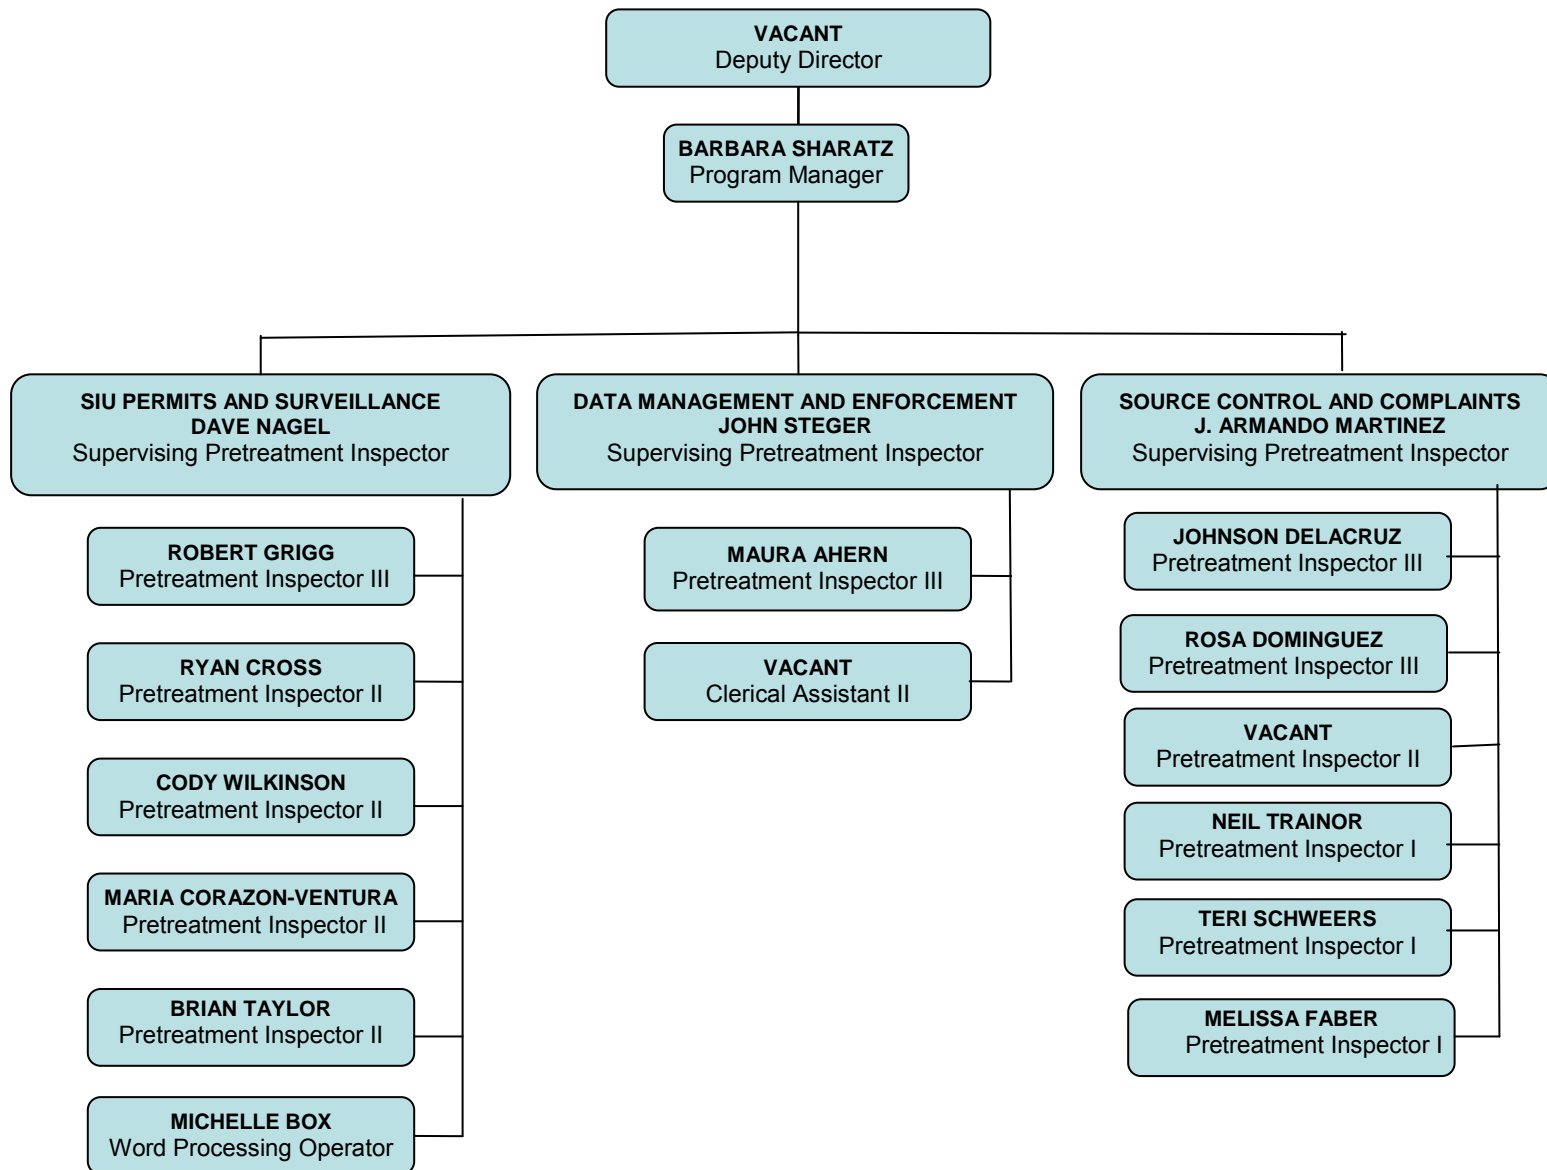 VACANT
Deputy Director
BARBARA SHARATZ
Program Manager
SIU PERMITS AND SURVEILLANCE
DAVE NAGEL
Supervising Pretreatment Inspector
ROBERT GRIGG
Pretreatment Inspector III
RYAN CROSS
Pretreatment Inspector II
CODY WILKINSON
Pretreatment Inspector II
MARIA CORAZON-VENTURA
Pretreatment Inspector II
BRIAN TAYLOR
Pretreatment Inspector II
MICHELLE BOX
Word Processing Operator
DATA MANAGEMENT AND ENFORCEMENT
JOHN STEGER
Supervising Pretreatment Inspector
MAURA AHERN
Pretreatment Inspector III
VACANT
Clerical Assistant II
SOURCE CONTROL AND COMPLAINTS
J. ARMANDO MARTINEZ
Supervising Pretreatment Inspector
JOHNSON DELACRUZ
Pretreatment Inspector III
ROSA DOMINGUEZ
Pretreatment Inspector III
VACANT
Pretreatment Inspector II
NEIL TRAINOR
Pretreatment Inspector I
TERI SCHWEERS
Pretreatment Inspector I
MELISSA FABER
Pretreatment Inspector I